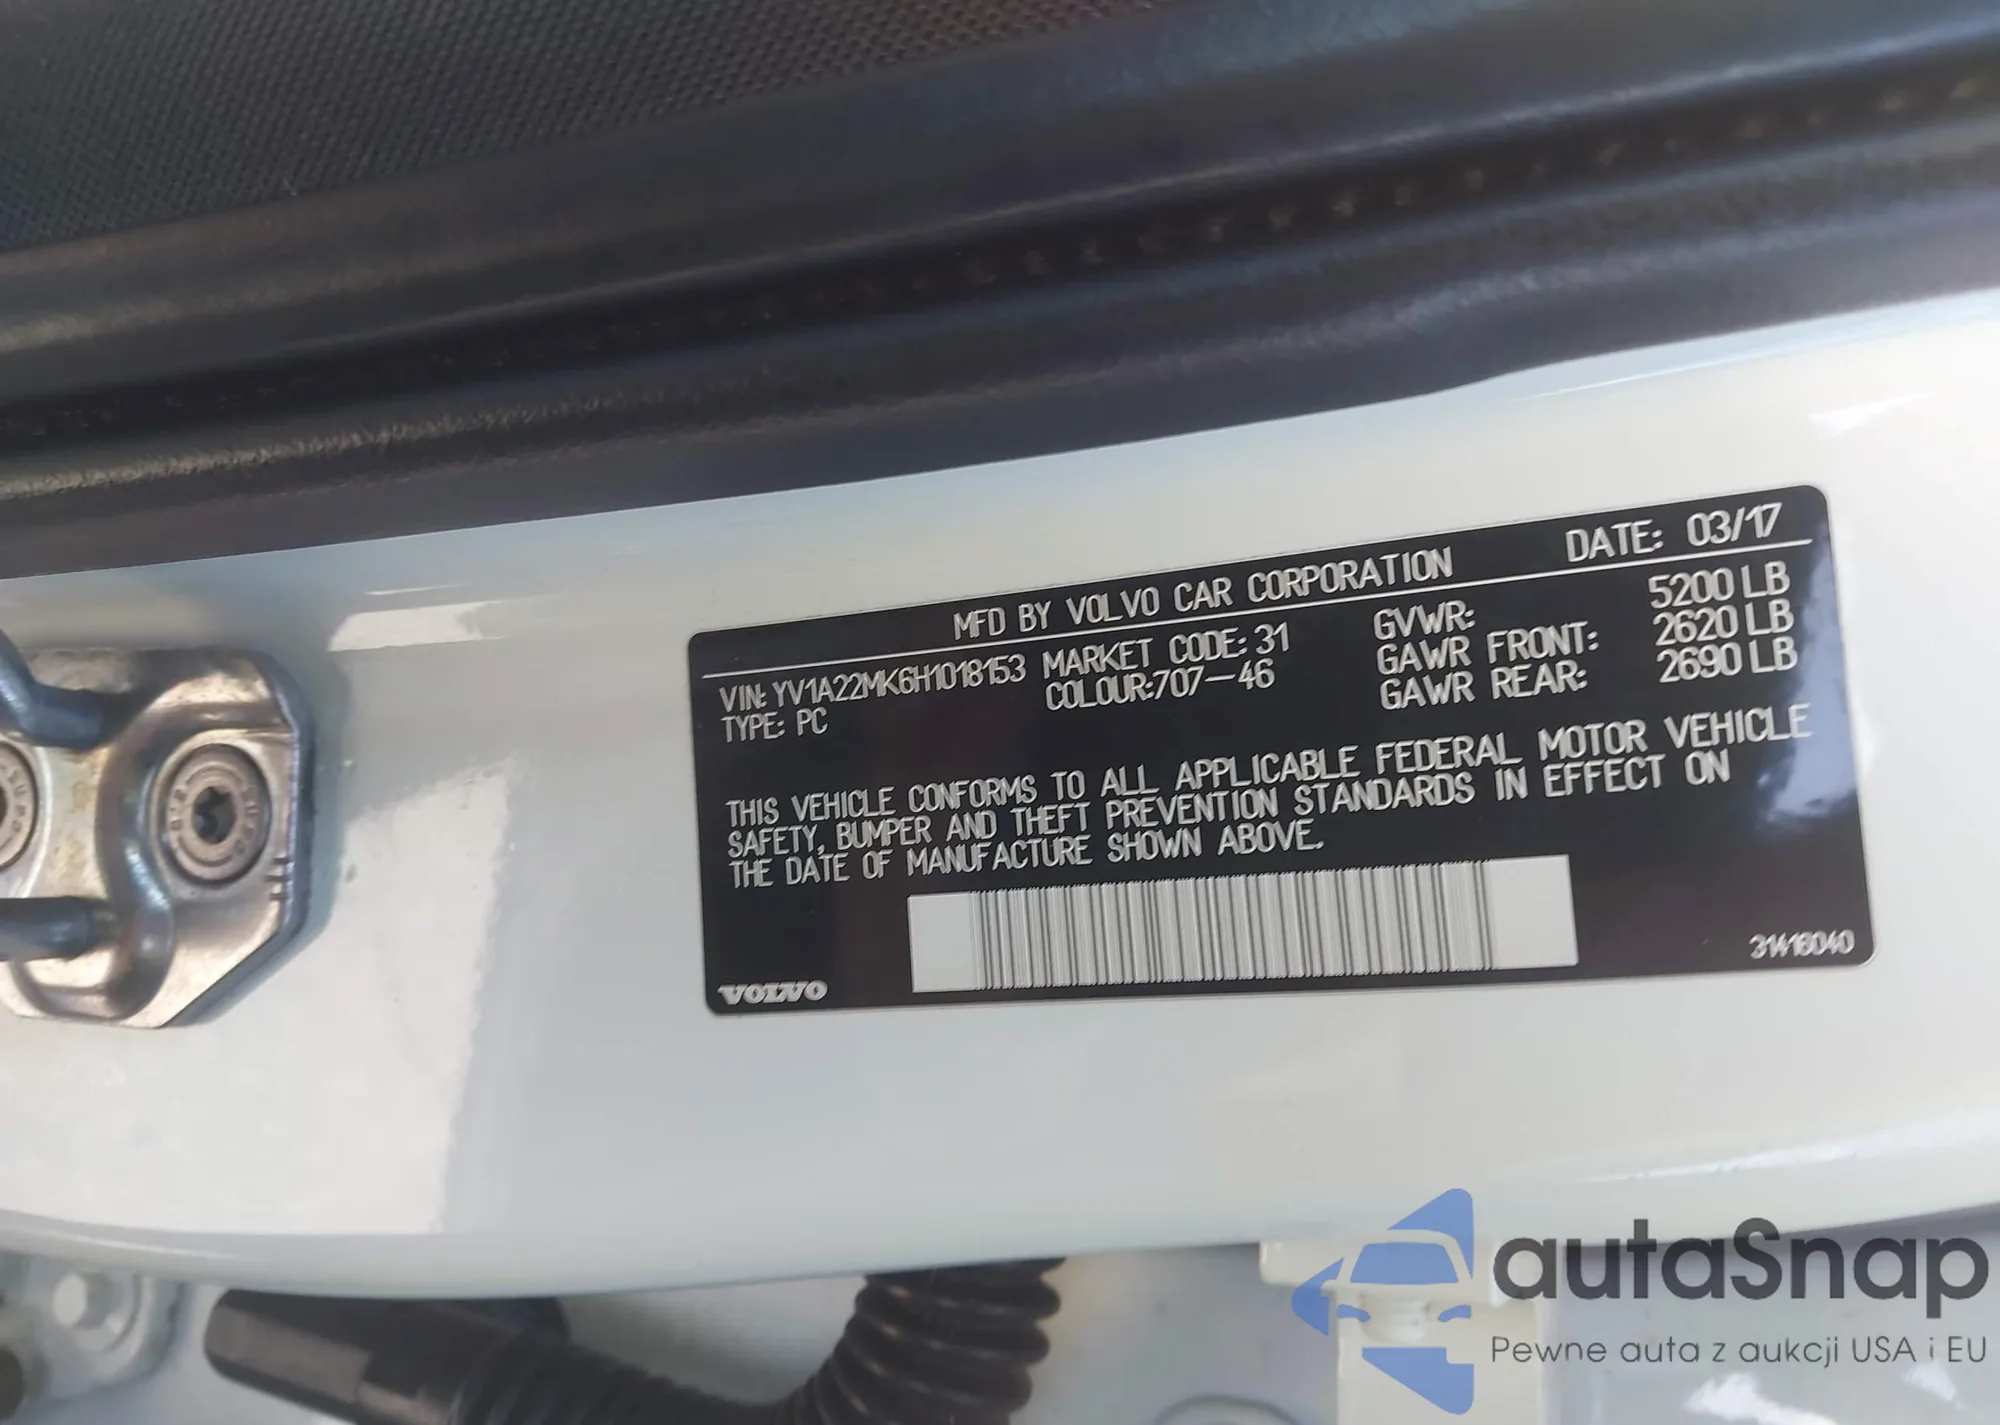 MFD BY VOLVO CAR CORPORATION DATE: 03/17
VIN: YV1A22MK6H1018153 MARKET CODE: 31 GVWR: 5200 LB
TYPE: PC COLOUR:707-46 GAWR FRONT: 2620 LB
GAWR REAR: 2690 LB
THIS VEHICLE CONFORMS TO ALL APPLICABLE FEDERAL MOTOR VEHICLE
SAFETY, BUMPER AND THEFT PREVENTION STANDARDS IN EFFECT ON
THE DATE OF MANUFACTURE SHOWN ABOVE.
VOLVO 31416040
autaSnap
Pewne auta z aukcji USA i EU